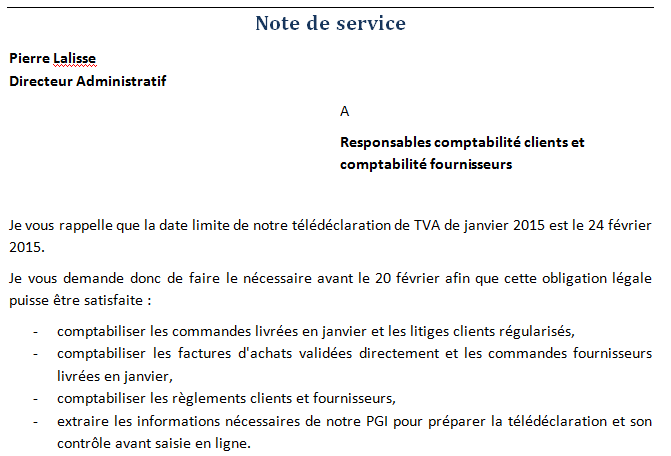 Note de service
Pierre Lalisse
Directeur Administratif
A
Responsables comptabilité clients et
comptabilité fournisseurs
Je vous rappelle que la date limite de notre télédéclaration de TVA de janvier 2015 est le 24 février
2015.
Je vous demande donc de faire le nécessaire avant le 20 février afin que cette obligation légale
puisse être satisfaite :
- comptabiliser les commandes livrées en janvier et les litiges clients régularisés,
- comptabiliser les factures d'achats validées directement et les commandes fournisseurs
livrées en janvier,
- comptabiliser les règlements clients et fournisseurs,
- extraire les informations nécessaires de notre PGI pour préparer la télédéclaration et son
contrôle avant saisie en ligne.